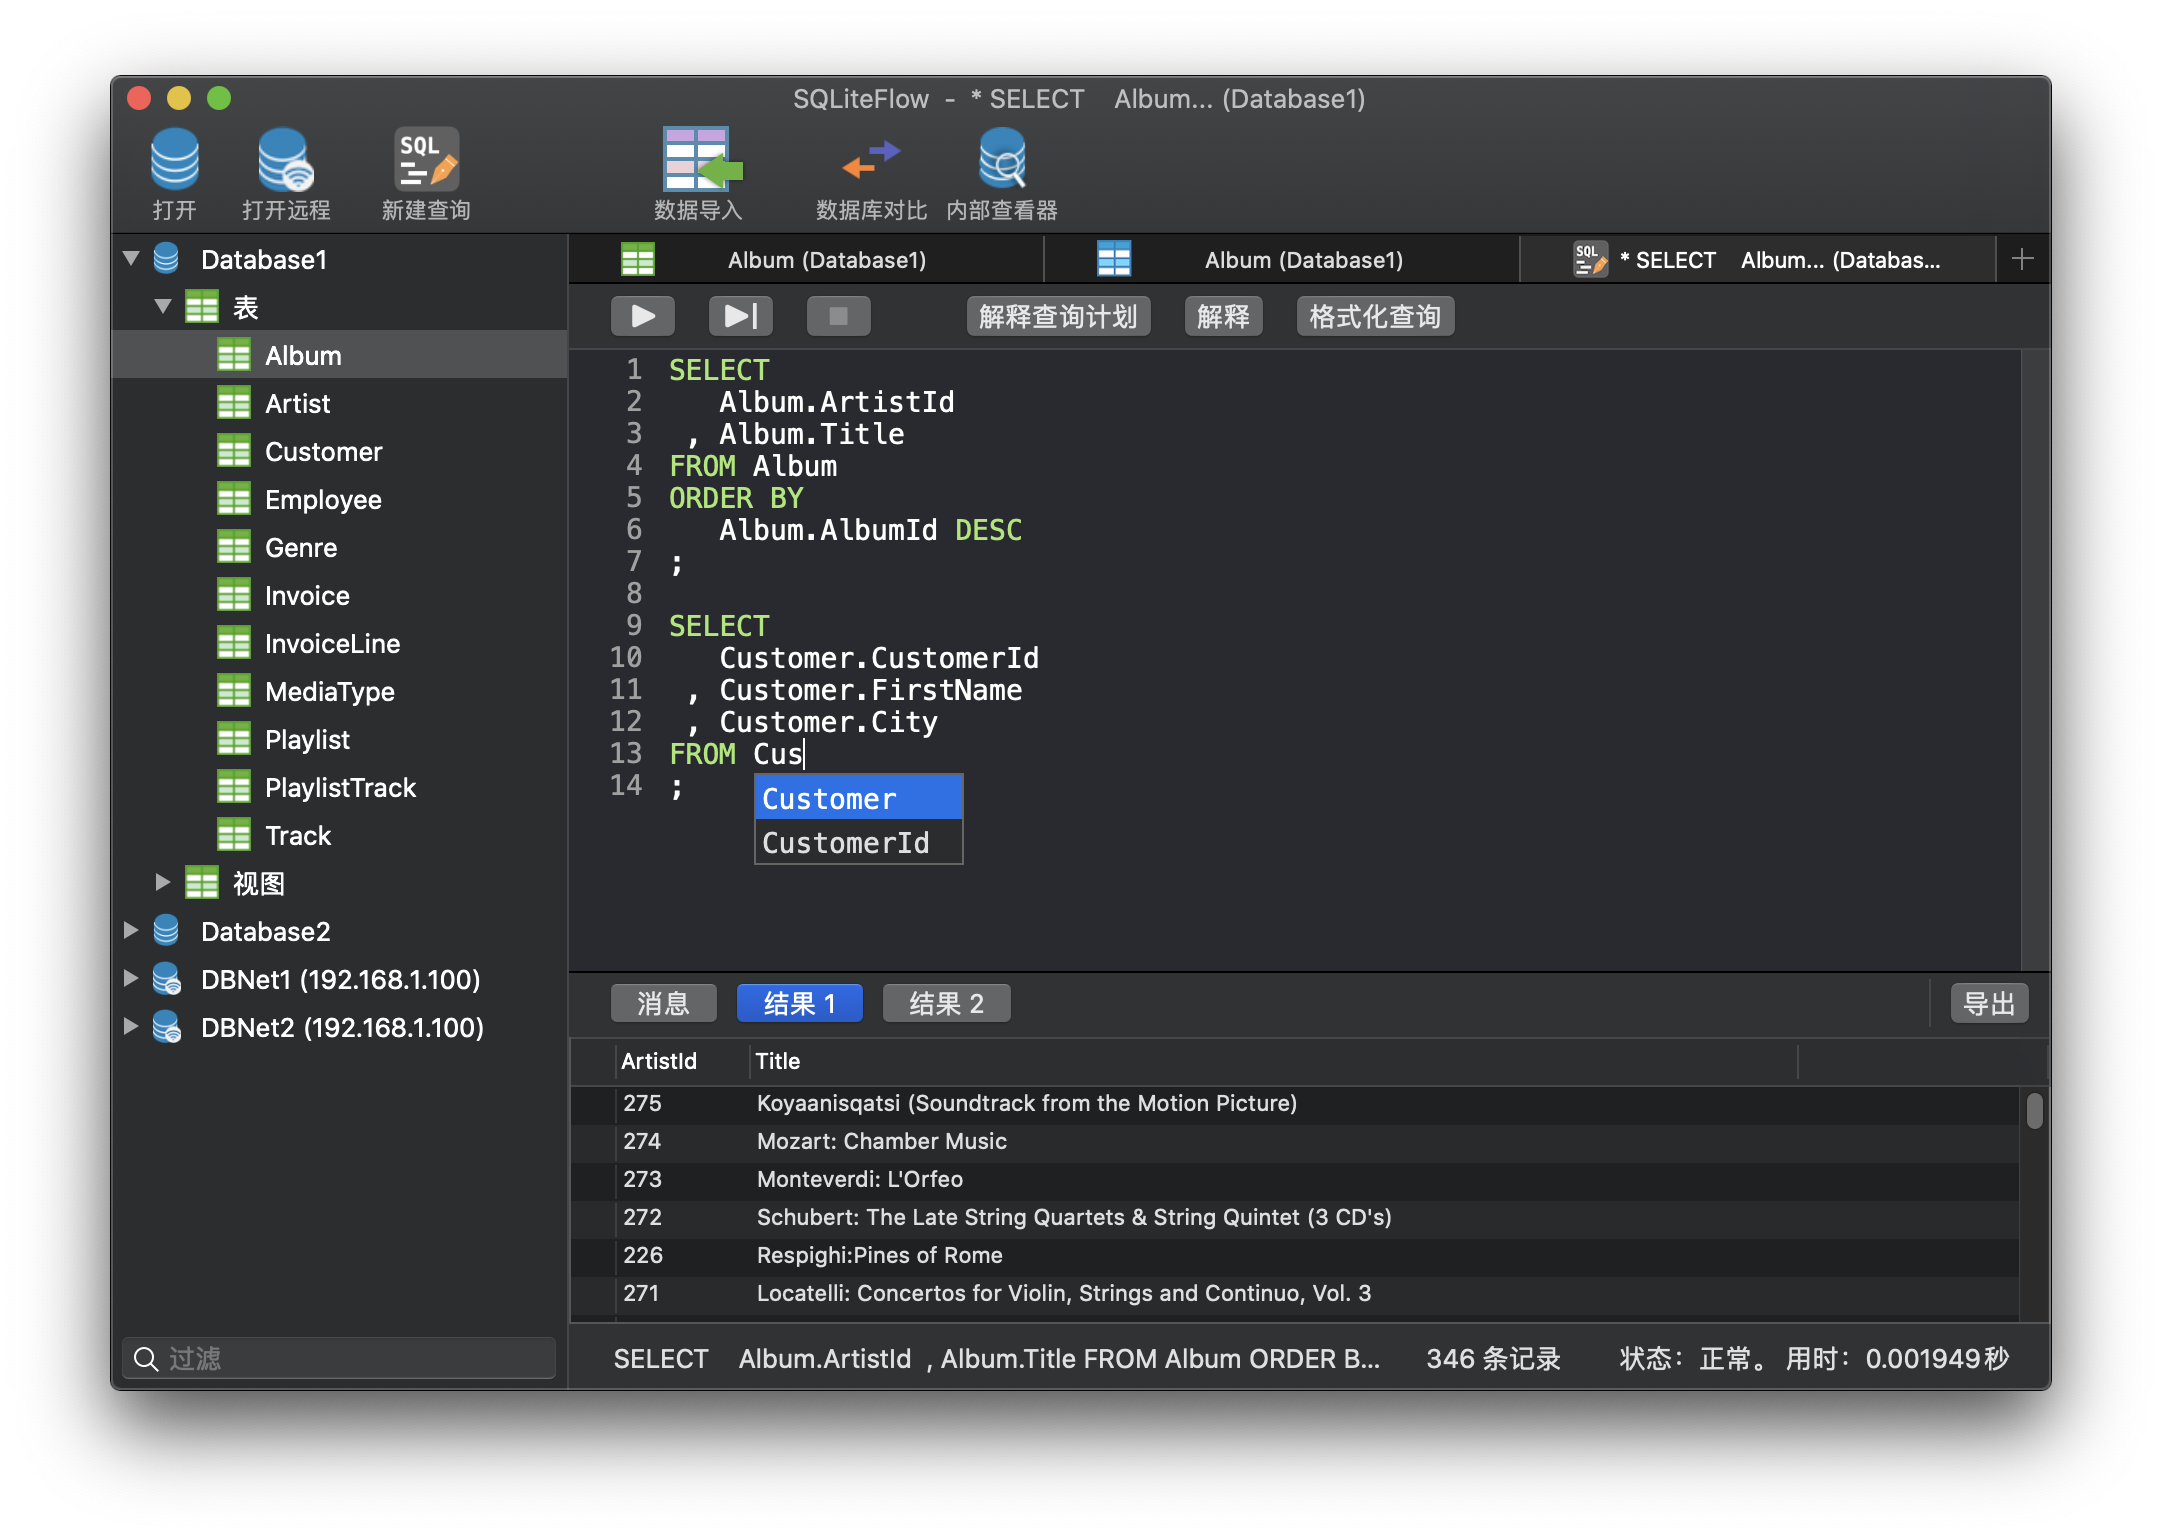 SQLiteFlow - * SELECT Album... (Database1)
打开
打开远程
SQL
新建查询
数据导入
数据库对比
内部查看器
Database1
表
Album
Artist
Customer
Employee
Genre
Invoice
InvoiceLine
MediaType
Playlist
PlaylistTrack
Track
视图
Database2
DBNet1 (192.168.1.100)
DBNet2 (192.168.1.100)
过滤
Album (Database1)
Album (Database1)
SQL * SELECT Album... (Databas...
解释查询计划 解释 格式化查询
1 SELECT
2 Album.ArtistId
3 , Album.Title
4 FROM Album
5 ORDER BY
6 Album.AlbumId DESC
7 ;
8
9 SELECT
10 Customer.CustomerId
11 , Customer.FirstName
12 , Customer.City
13 FROM Cus
14 ;
Customer
CustomerId
消息 结果 1 结果 2 导出
ArtistId Title
275 Koyaanisqatsi (Soundtrack from the Motion Picture)
274 Mozart: Chamber Music
273 Monteverdi: L'Orfeo
272 Schubert: The Late String Quartets & String Quintet (3 CD's)
226 Respighi:Pines of Rome
271 Locatelli: Concertos for Violin, Strings and Continuo, Vol. 3
SELECT Album.ArtistId , Album.Title FROM Album ORDER B... 346 条记录 状态：正常。 用时：0.001949秒